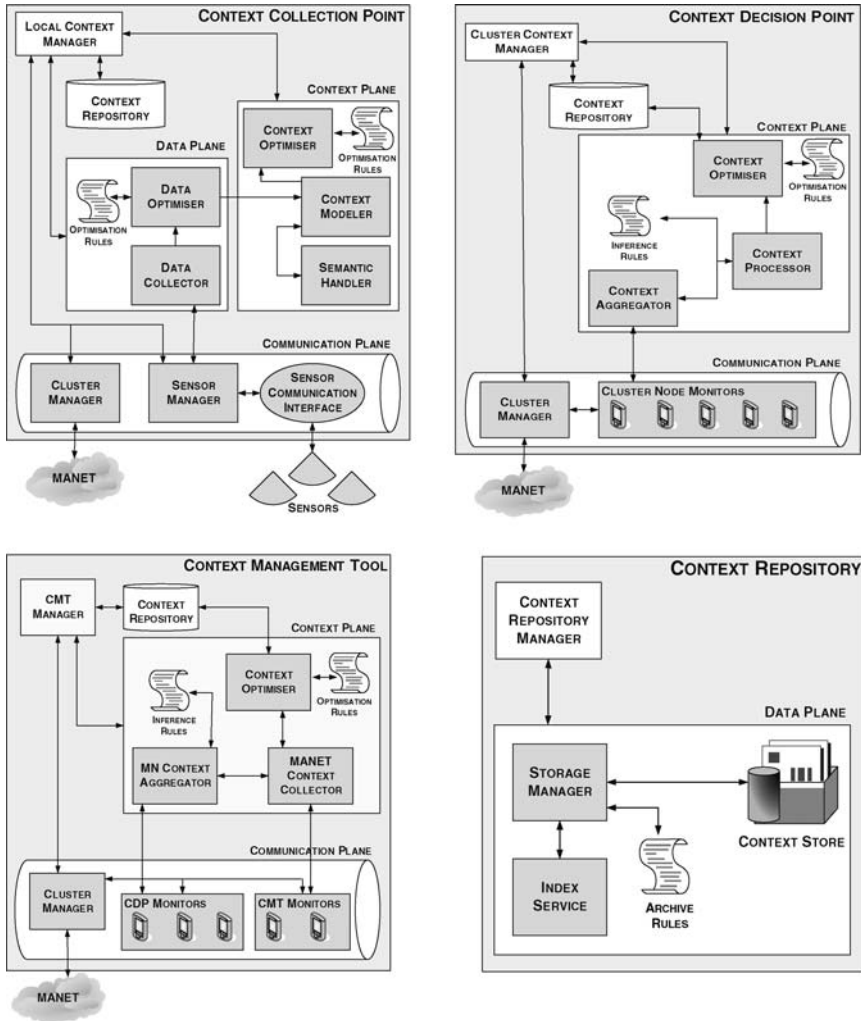 CONTEXT COLLECTION POINT
LOCAL CONTEXT
MANAGER
CONTEXT
REPOSITORY
CONTEXT PLANE
CONTEXT
OPTIMISER
OPTIMISATION
RULES
DATA PLANE
DATA
OPTIMISER
OPTIMISATION
RULES
CONTEXT
MODELER
DATA
COLLECTOR
SEMANTIC
HANDLER
COMMUNICATION PLANE
CLUSTER
MANAGER
SENSOR
MANAGER
SENSOR
COMMUNICATION
INTERFACE
MANET
SENSORS
CONTEXT DECISION POINT
CLUSTER CONTEXT
MANAGER
CONTEXT
REPOSITORY
CONTEXT PLANE
CONTEXT
OPTIMISER
OPTIMISATION
RULES
INFERENCE
RULES
CONTEXT
PROCESSOR
CONTEXT
AGGREGATOR
COMMUNICATION PLANE
CLUSTER
MANAGER
CLUSTER NODE MONITORS
MANET
CONTEXT MANAGEMENT TOOL
CMT
MANAGER
CONTEXT
REPOSITORY
CONTEXT PLANE
CONTEXT
OPTIMISER
OPTIMISATION
RULES
INFERENCE
RULES
MN CONTEXT
AGGREGATOR
MANET
CONTEXT
COLLECTOR
COMMUNICATION PLANE
CLUSTER
MANAGER
CDP MONITORS
CMT MONITORS
MANET
CONTEXT REPOSITORY
CONTEXT
REPOSITORY
MANAGER
DATA PLANE
STORAGE
MANAGER
CONTEXT STORE
INDEX
SERVICE
ARCHIVE
RULES